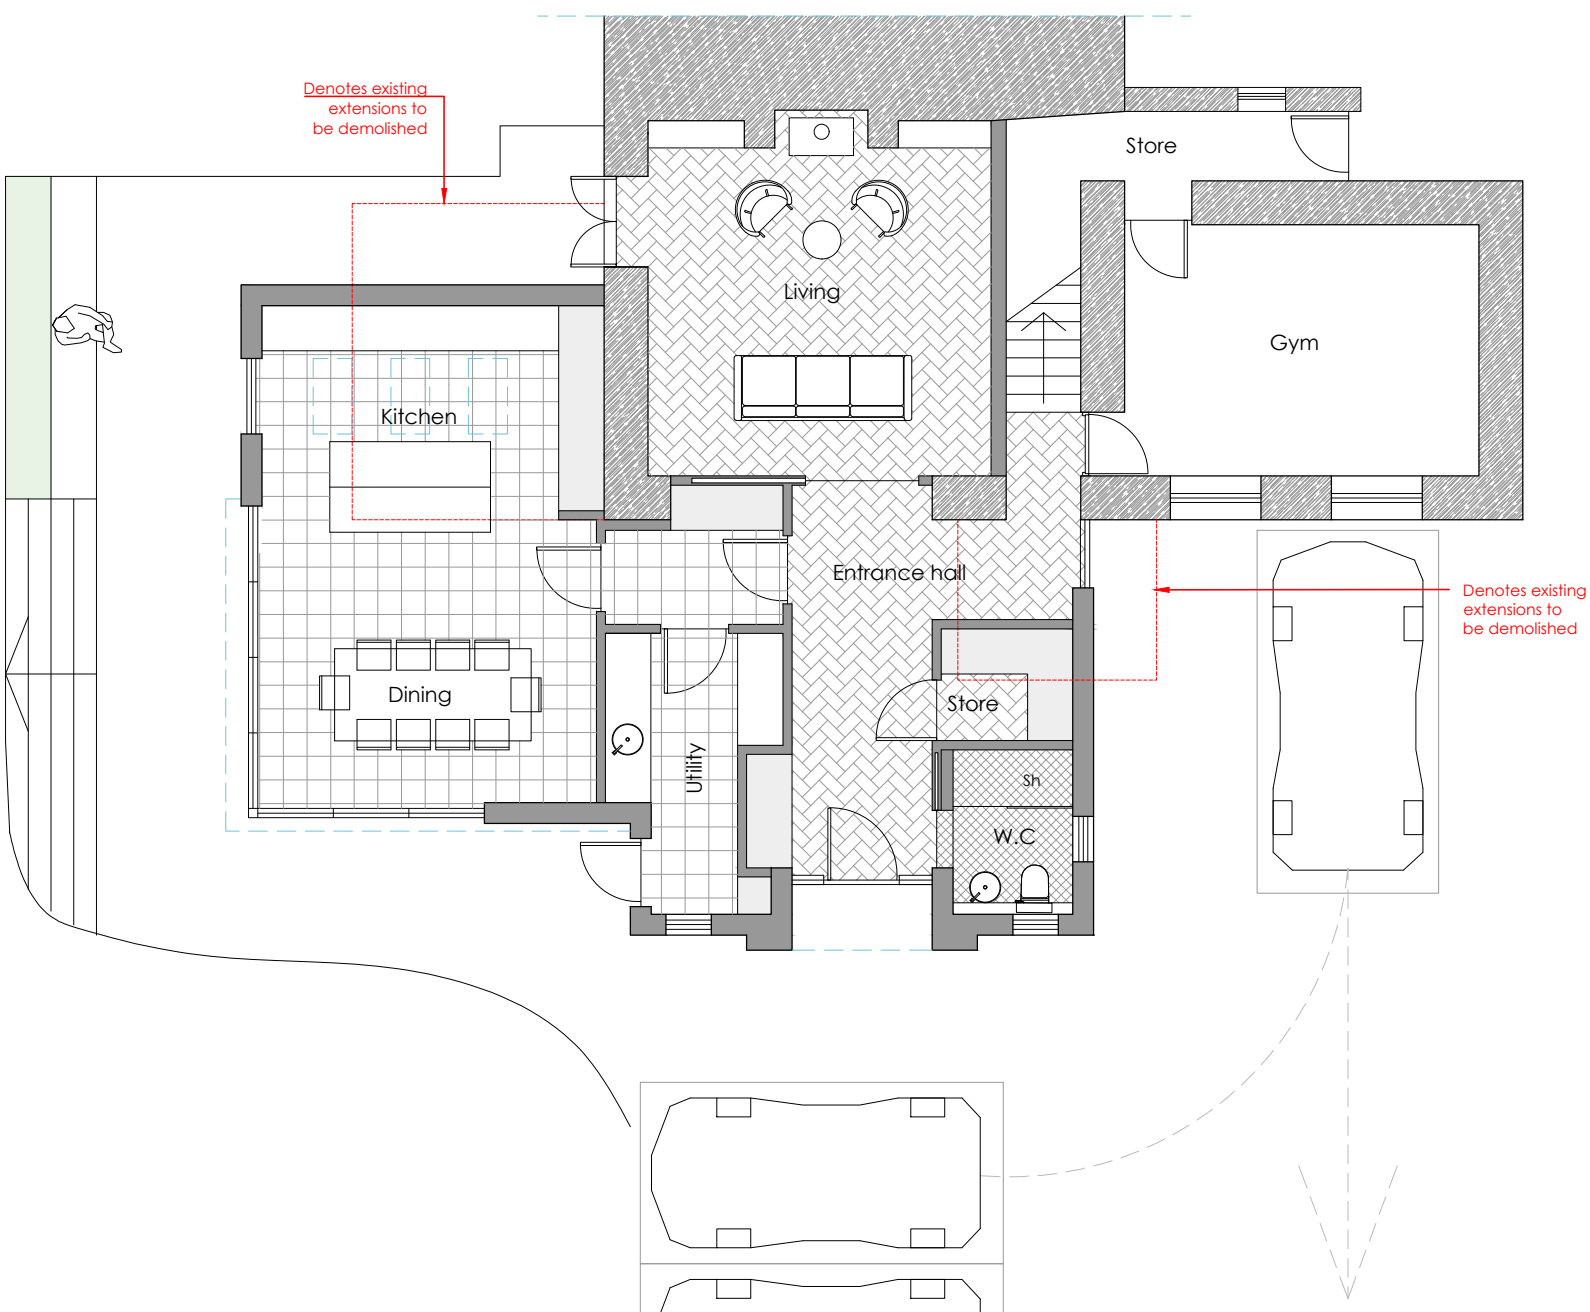 Denotes existing
extensions to
be demolished
Store
Living
Gym
Kitchen
Entrance hall
Denotes existing
extensions to
be demolished
Dining
Store
Utility
Sh
W.C